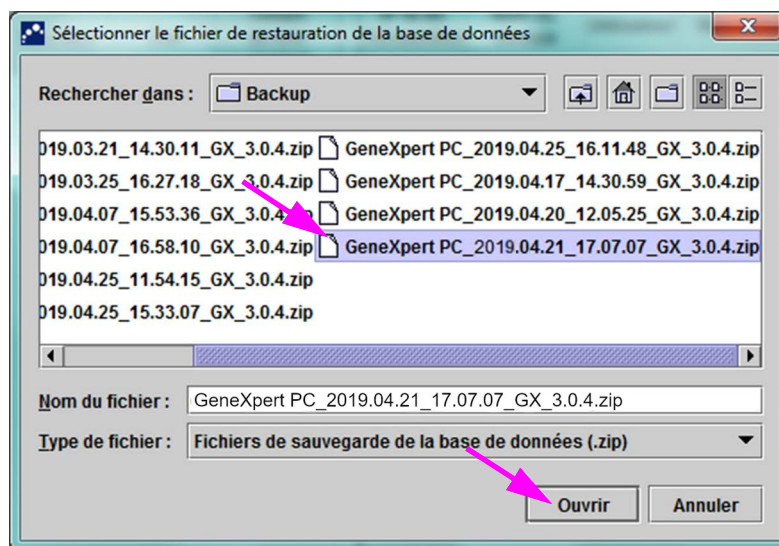 Sélectionner le fichier de restauration de la base de données
Rechercher dans : Backup
019.03.21_14.30.11_GX_3.0.4.zip GeneXpert PC_2019.04.25_16.11.48_GX_3.0.4.zip
019.03.25_16.27.18_GX_3.0.4.zip GeneXpert PC_2019.04.17_14.30.59_GX_3.0.4.zip
019.04.07_15.53.36_GX_3.0.4.zip GeneXpert PC_2019.04.20_12.05.25_GX_3.0.4.zip
019.04.07_16.58.10_GX_3.0.4.zip GeneXpert PC_2019.04.21_17.07.07_GX_3.0.4.zip
019.04.25_11.54.15_GX_3.0.4.zip
019.04.25_15.33.07_GX_3.0.4.zip
Nom du fichier : GeneXpert PC_2019.04.21_17.07.07_GX_3.0.4.zip
Type de fichier : Fichiers de sauvegarde de la base de données (.zip)
Ouvrir Annuler